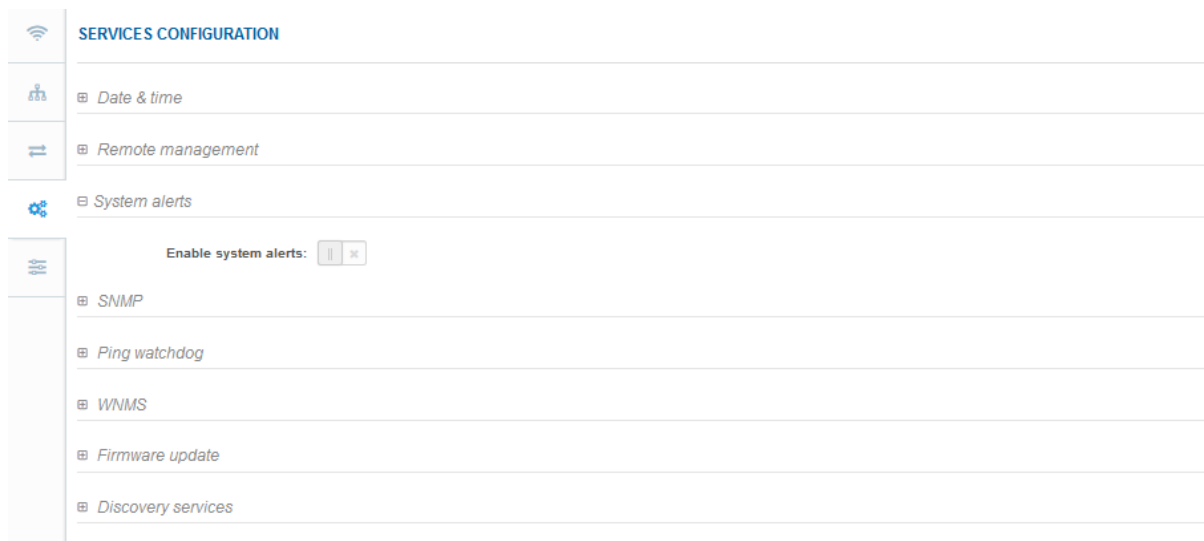 SERVICES CONFIGURATION
Date & time
Remote management
System alerts
Enable system alerts:
SNMP
Ping watchdog
WNMS
Firmware update
Discovery services